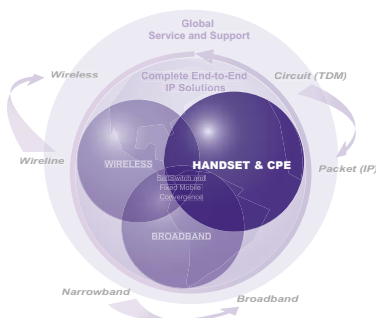 Global
Service and Support
Wireless
Complete End-to-End
IP Solutions
Circuit (TDM)
WIRELESS
HANDSET & CPE
Wireline
Packet (IP)
Softswitch and
Fixed Mobile
Convergence
BROADBAND
Narrowband
Broadband